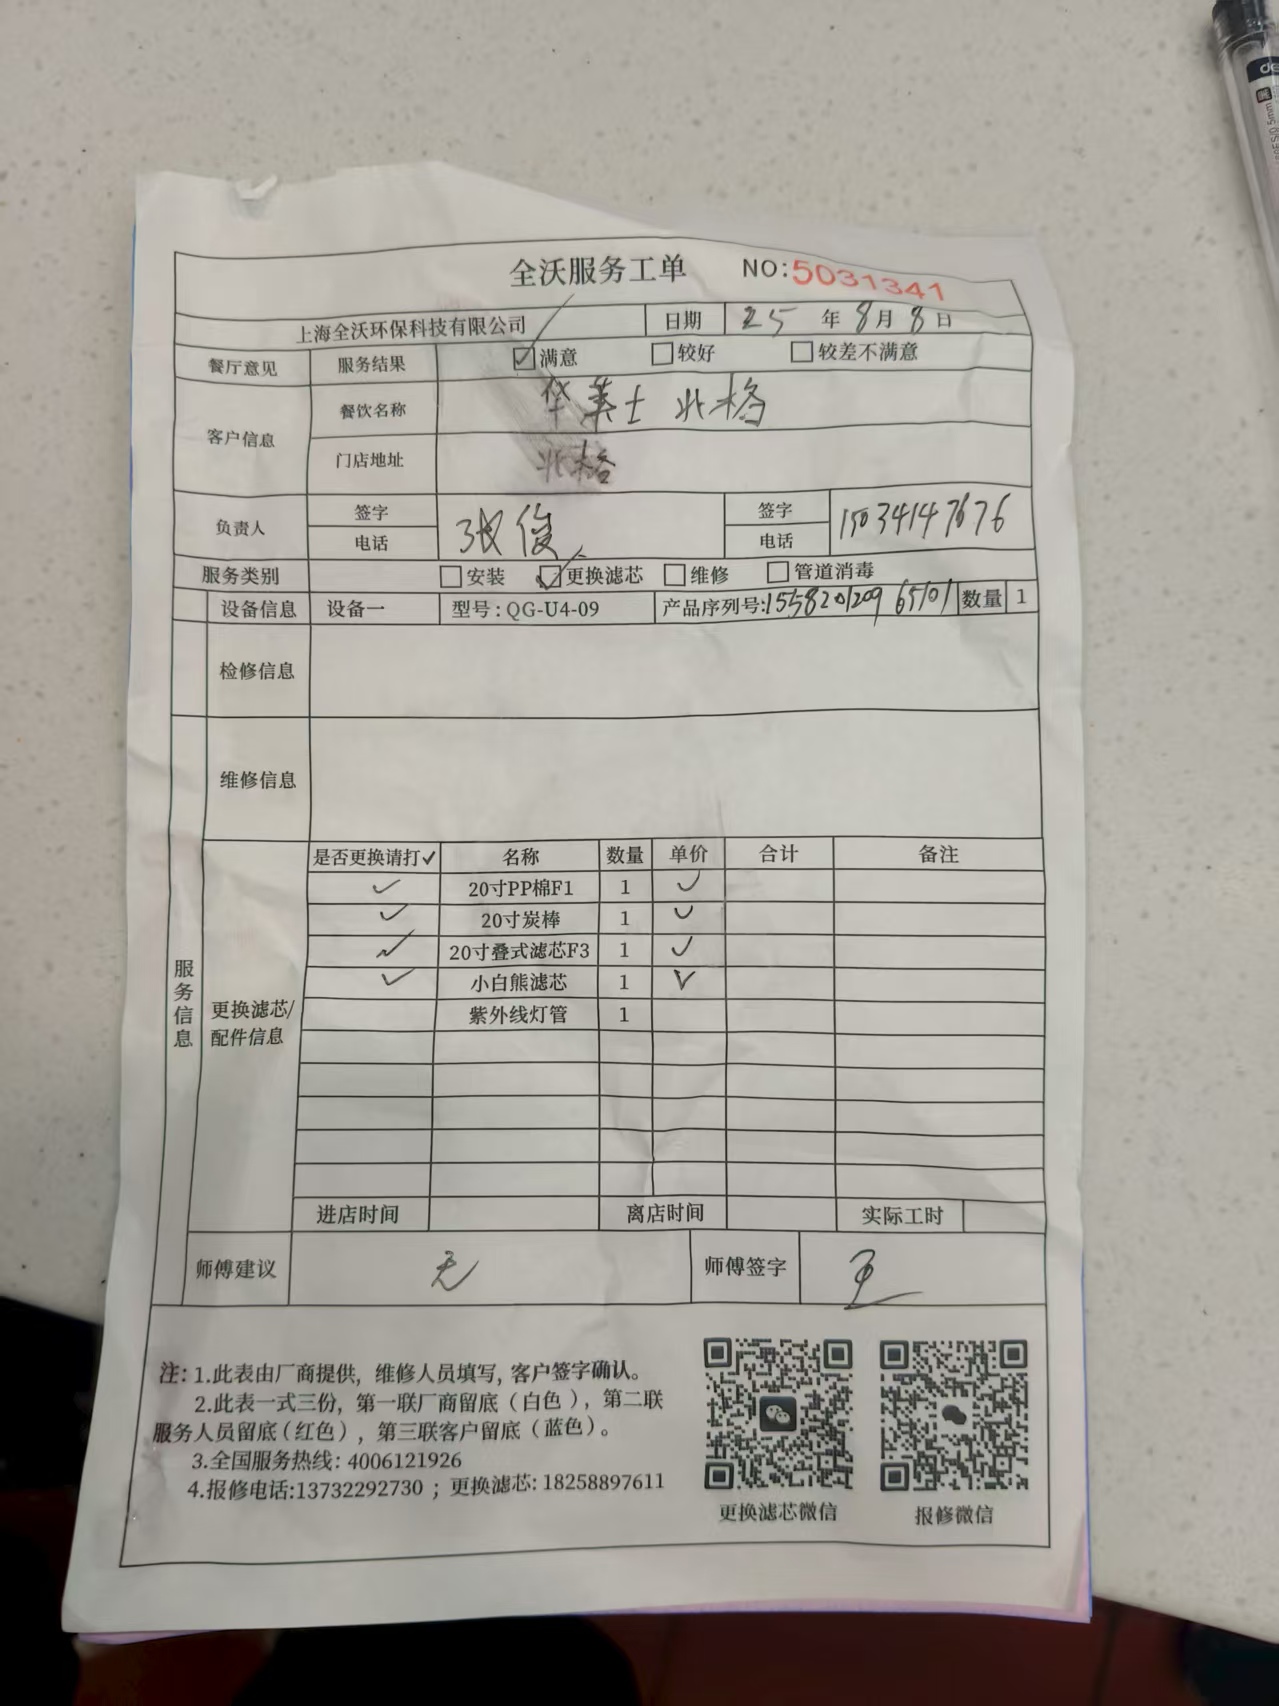 全沃服务工单 NO:5031341
上海全沃环保科技有限公司 日期 25 年 8 月 8 日
餐厅意见 服务结果 ☑满意 □较好 □较差不满意
客户信息 餐饮名称 华莱士 北格
门店地址 北格
负责人 签字 电话 张俊 签字 电话 15034147676
服务类别 □安装 ☑更换滤芯 □维修 □管道消毒
设备信息 设备一 型号：QG-U4-09 产品序列号:155820120965101 数量 1
检修信息
维修信息
服务信息
更换滤芯/配件信息
是否更换请打✓ 名称 数量 单价 合计 备注
✓ 20寸PP棉F1 1 ✓
✓ 20寸炭棒 1 ✓
✓ 20寸叠式滤芯F3 1 ✓
✓ 小白熊滤芯 1 ✓
紫外线灯管 1
进店时间 离店时间 实际工时
师傅建议 无 师傅签字 王
注：1.此表由厂商提供，维修人员填写，客户签字确认。
2.此表一式三份，第一联厂商留底（白色），第二联
服务人员留底（红色），第三联客户留底（蓝色）。
3.全国服务热线：4006121926
4.报修电话:13732292730；更换滤芯：18258897611
更换滤芯微信 报修微信